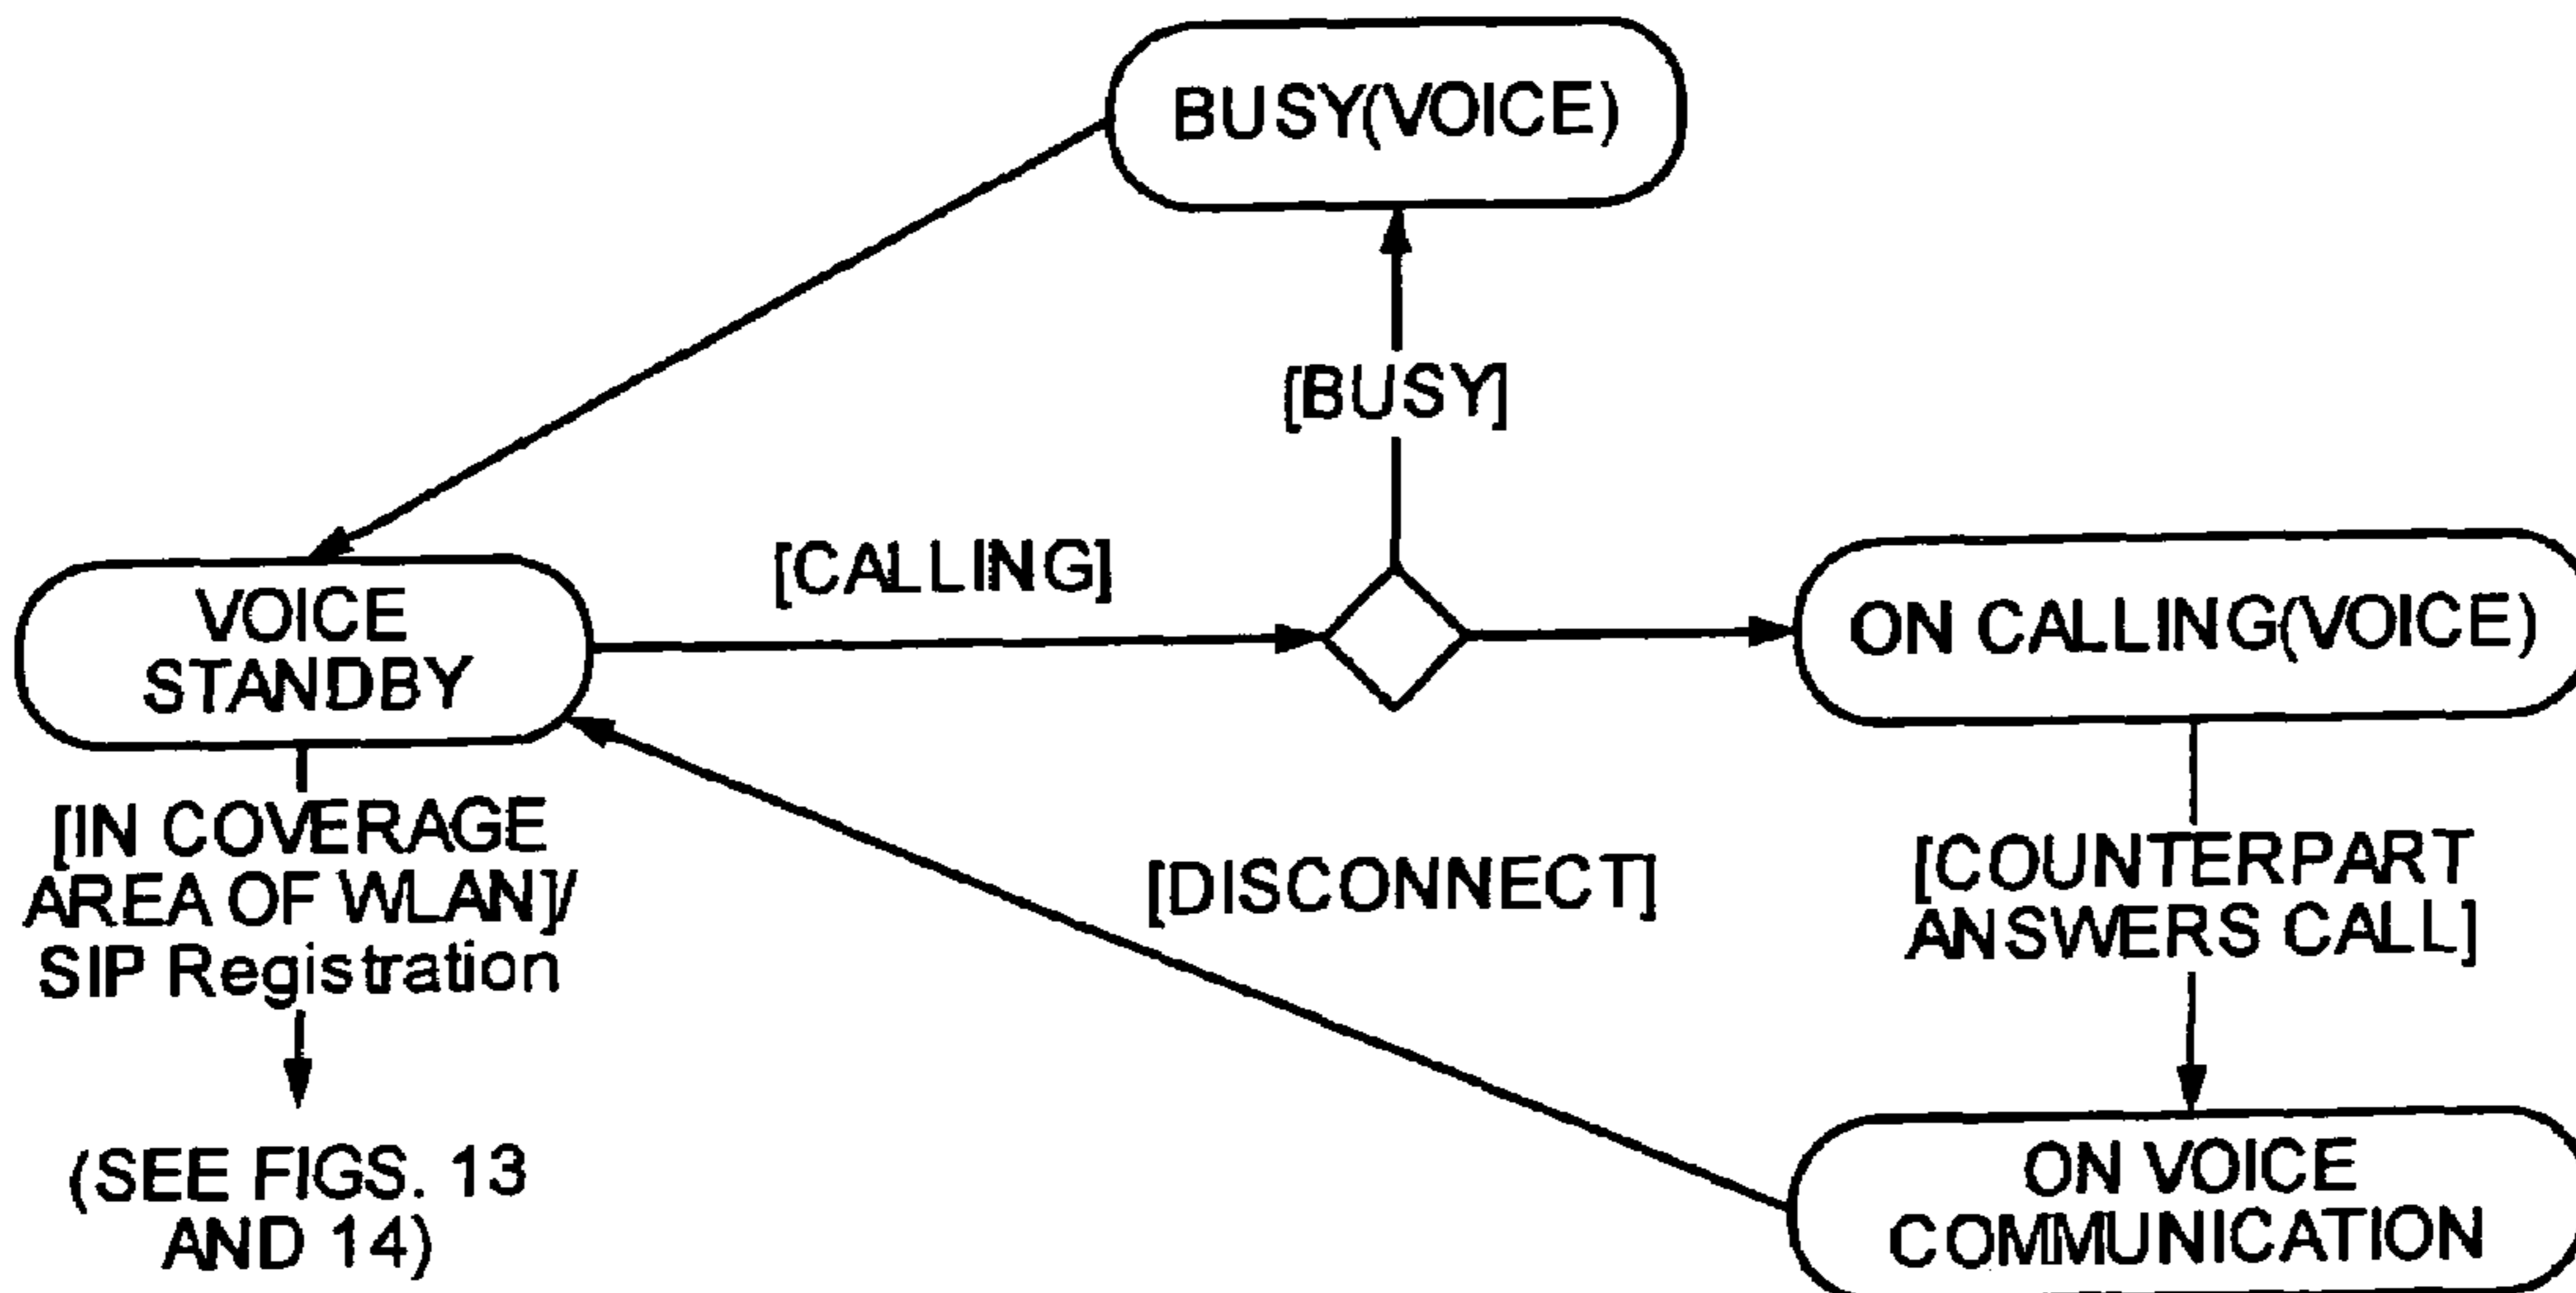 BUSY(VOICE)
[BUSY]
[CALLING]
VOICE
STANDBY
ON CALLING(VOICE)
[IN COVERAGE
AREA OF WLAN]/
SIP Registration
[DISCONNECT]
[COUNTERPART
ANSWERS CALL]
(SEE FIGS. 13
AND 14)
ON VOICE
COMMUNICATION